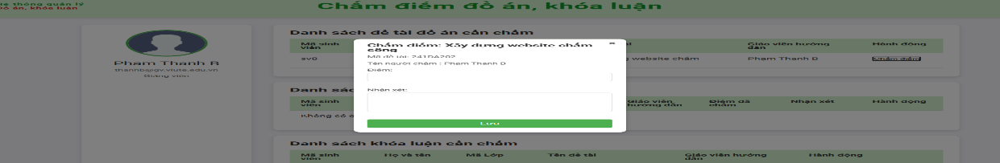 Hệ thống quản lý
đồ án, khóa luận
Chấm điểm đồ án, khóa luận
Phạm Thanh B
thanhb@gv.vlute.edu.vn
Giảng viên
Danh sách đề tài đồ án cần chấm
Mã sinh viên
Giáo viên hướng dẫn
Hành động
sv0
website chấm
Phạm Thanh B
Chấm điểm
Chấm điểm: Xây dựng website chấm
công
×
Mã đề tài: 241DA202
Tên người chấm : Phạm Thanh D
Điểm:
Nhận xét:
Lưu
Danh sác
Mã sinh viên
Giáo viên hướng dẫn
Điểm đã chấm
Nhận xét
Hành động
Không có
Danh sách khóa luận cần chấm
Mã sinh viên
Họ và tên
Mã Lớp
Tên đề tài
Giáo viên hướng dẫn
Hành động